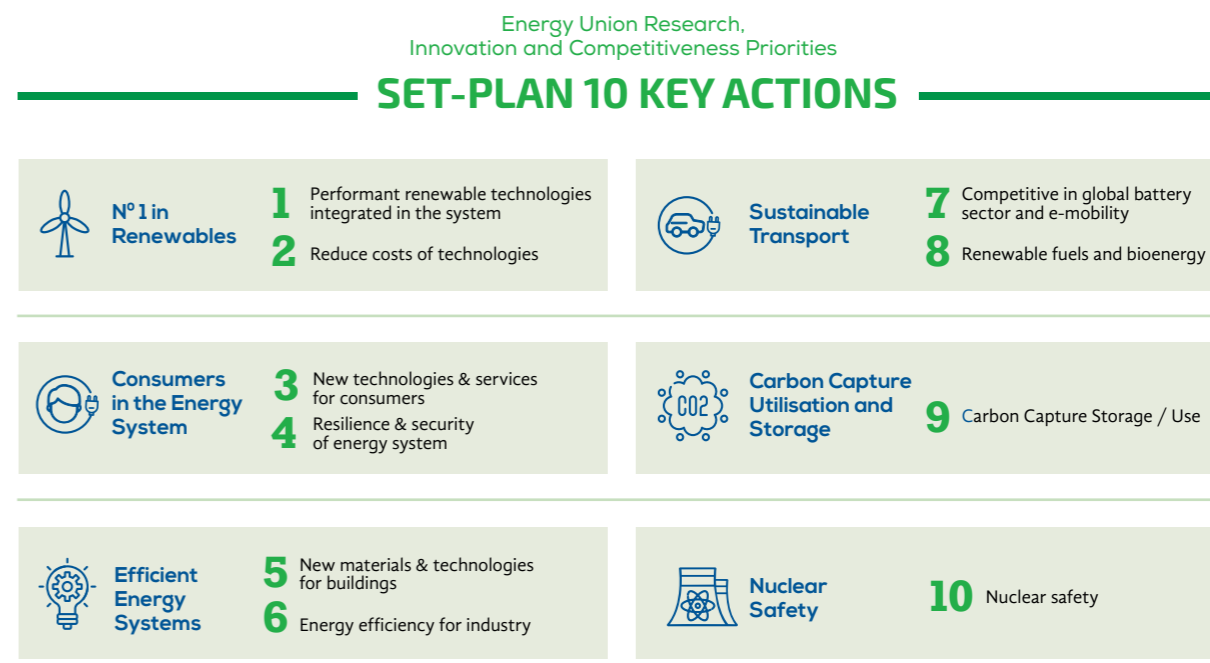 Energy Union Research,
Innovation and Competitiveness Priorities
SET-PLAN 10 KEY ACTIONS
Nº 1 in
Renewables
1
Performant renewable technologies
integrated in the system
2
Reduce costs of technologies
Sustainable
Transport
7
Competitive in global battery
sector and e-mobility
8
Renewable fuels and bioenergy
Consumers
in the Energy
System
3
New technologies & services
for consumers
4
Resilience & security
of energy system
CO2
Carbon Capture
Utilisation and
Storage
9
Carbon Capture Storage / Use
Efficient
Energy
Systems
5
New materials & technologies
for buildings
6
Energy efficiency for industry
Nuclear
Safety
10
Nuclear safety